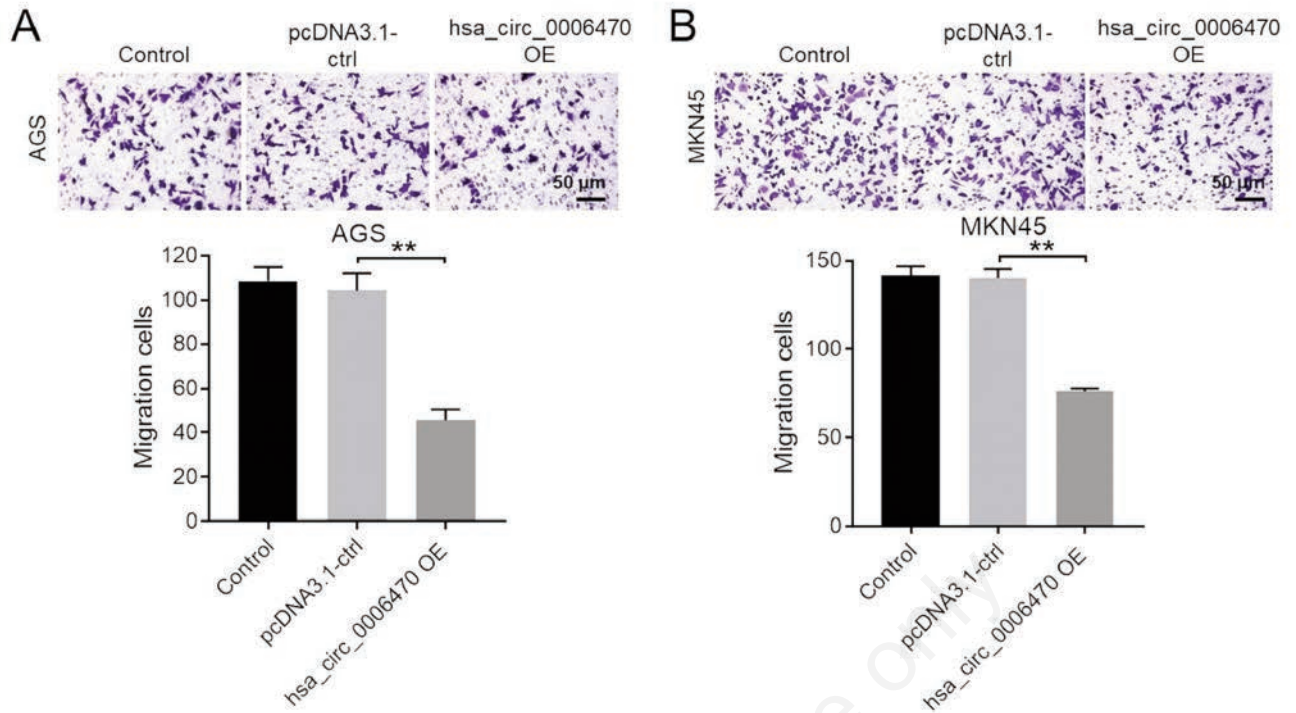 A
Control
pcDNA3.1-
ctrl
hsa_circ_0006470
OE
AGS
50 µm
AGS
**
120
100
80
60
40
20
0
Migration cells
Control
pcDNA3.1-ctrl
hsa_circ_0006470 OE
B
Control
pcDNA3.1-
ctrl
hsa_circ_0006470
OE
MKN45
50 µm
MKN45
**
150
100
50
0
Migration cells
Control
pcDNA3.1-ctrl
hsa_circ_0006470 OE
only